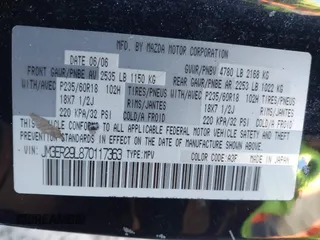 MFD. BY MAZDA MOTOR CORPORATION
DATE 06/06 GVWR/PNBV 4780 LB 2168 KG
FRONT GAWR/PNBE AV 2535 LB 1150 KG REAR GAWR/PNBE AR 2253 LB 1022 KG
WITH/AVEC P235/60R18 102H TIRES/PNEUS WITH/AVEC P235/60R18 102H TIRES/PNEUS
18X7 1/2J RIMS/JANTES 18X7 1/2J RIMS/JANTES
220 KPA/32 PSI COLD/A FROID 220 KPA/32 PSI COLD/A FROID
THIS VEHICLE CONFORMS TO ALL APPLICABLE FEDERAL MOTOR VEHICLE SAFETY
AND THEFT PREVENTION STANDARDS IN EFFECT ON THE DATE OF MANUFACTURE SHOWN ABOVE.
VIN: JM3ER29L870117363 TYPE:MPV COLOR CODE: A3F MADE IN JAPAN